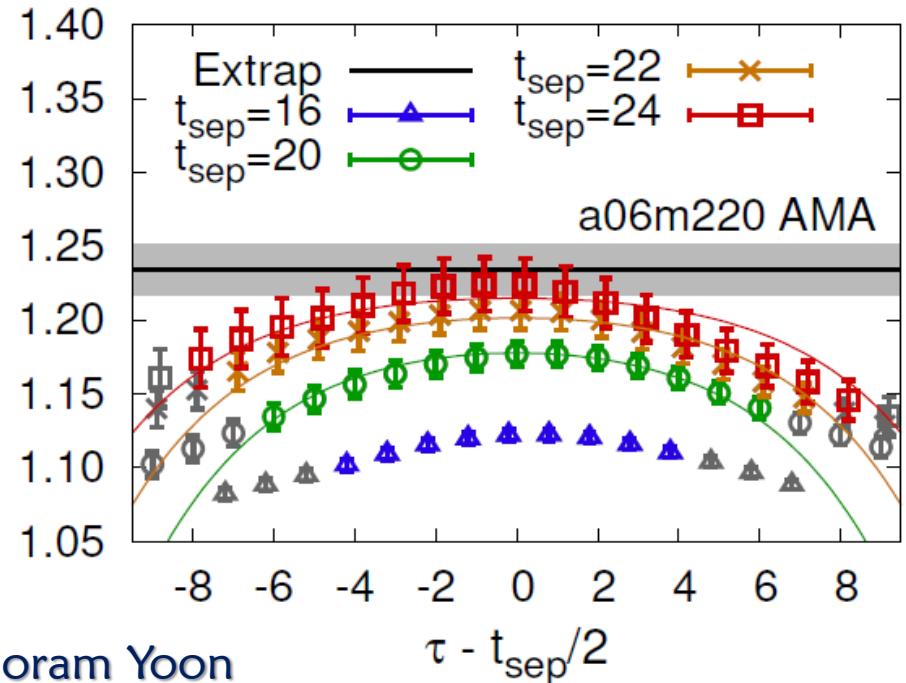 1.40
1.35
1.30
1.25
1.20
1.15
1.10
1.05
Extrap
t_sep=16
t_sep=20
t_sep=22
t_sep=24
a06m220 AMA
-8 -6 -4 -2 0 2 4 6 8
τ - t_sep/2
oram Yoon